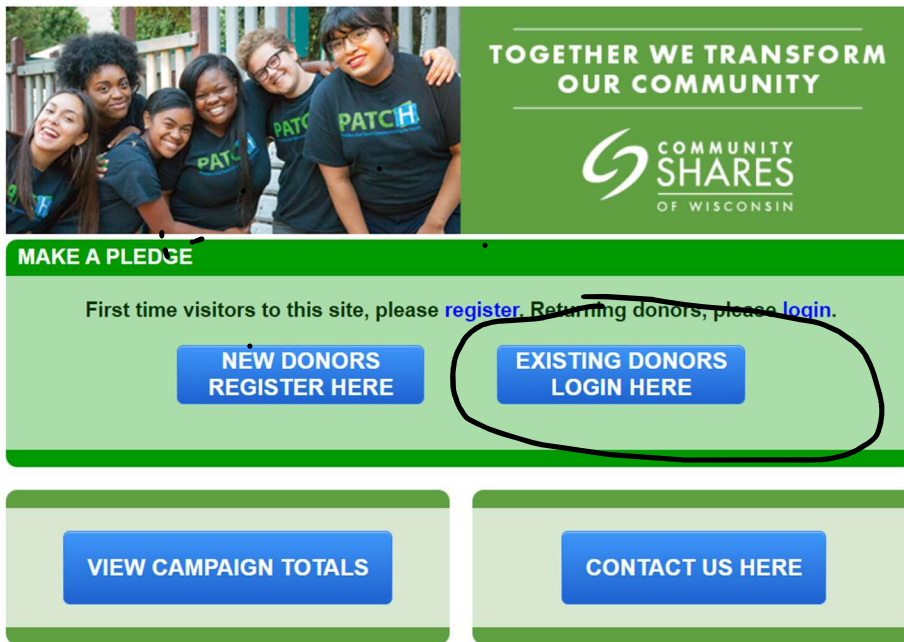 TOGETHER WE TRANSFORM
OUR COMMUNITY
COMMUNITY
SHARES
OF WISCONSIN
PATCH
PATC
PATCH
MAKE A PLEDGE
First time visitors to this site, please register. Returning donors, please login.
NEW DONORS
REGISTER HERE
EXISTING DONORS
LOGIN HERE
VIEW CAMPAIGN TOTALS
CONTACT US HERE